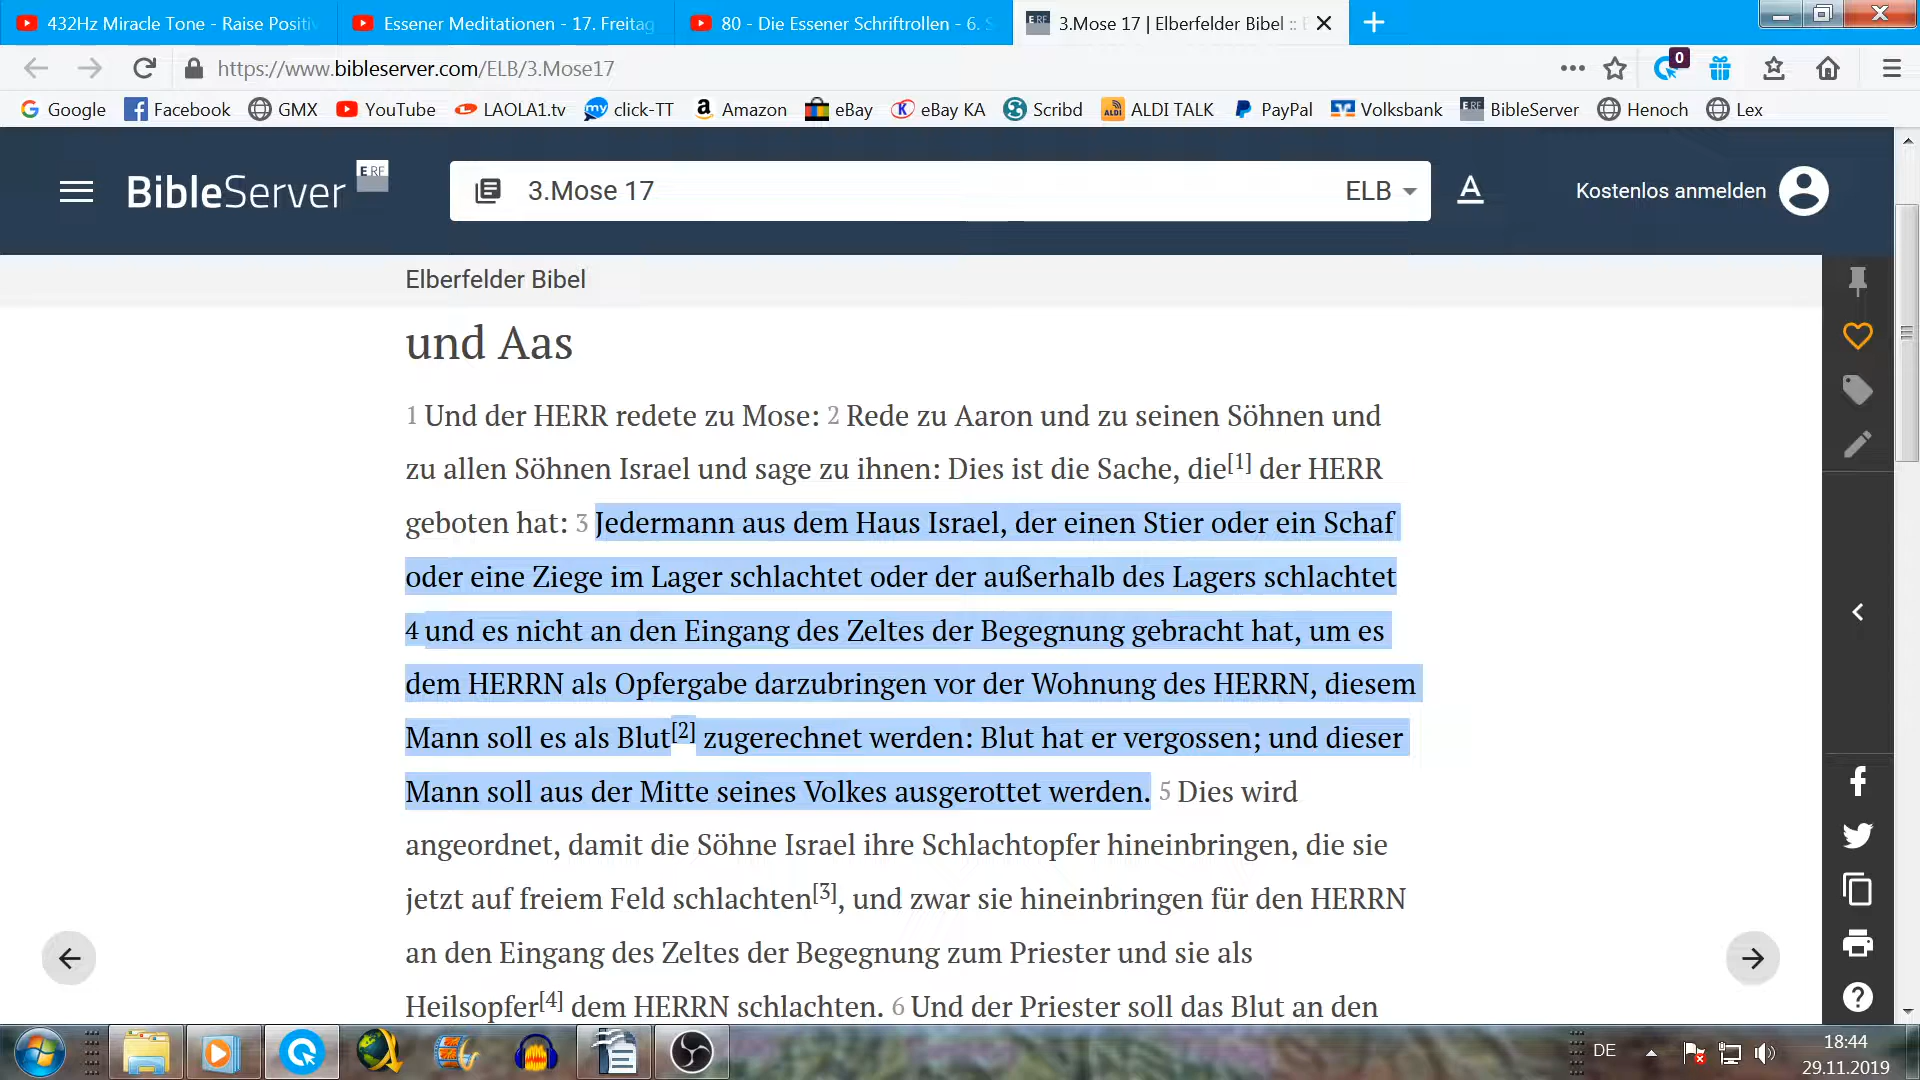 432Hz Miracle Tone - Raise Positiv
Essener Meditationen - 17. Freitag
80 - Die Essener Schriftrollen - 6. S
3.Mose 17 | Elberfelder Bibel ::
https://www.bibleserver.com/ELB/3.Mose17
0
Google
Facebook
GMX
YouTube
LAOLA1.tv
click-TT
Amazon
eBay
eBay KA
Scribd
ALDI TALK
PayPal
Volksbank
BibleServer
Henoch
Lex
BibleServer
ERF
3.Mose 17
ELB
A
Kostenlos anmelden
Elberfelder Bibel
und Aas
1 Und der HERR redete zu Mose: 2 Rede zu Aaron und zu seinen Söhnen und
zu allen Söhnen Israel und sage zu ihnen: Dies ist die Sache, die[1] der HERR
geboten hat: 3 Jedermann aus dem Haus Israel, der einen Stier oder ein Schaf
oder eine Ziege im Lager schlachtet oder der außerhalb des Lagers schlachtet
4 und es nicht an den Eingang des Zeltes der Begegnung gebracht hat, um es
dem HERRN als Opfergabe darzubringen vor der Wohnung des HERRN, diesem
Mann soll es als Blut[2] zugerechnet werden: Blut hat er vergossen; und dieser
Mann soll aus der Mitte seines Volkes ausgerottet werden. 5 Dies wird
angeordnet, damit die Söhne Israel ihre Schlachtopfer hineinbringen, die sie
jetzt auf freiem Feld schlachten[3], und zwar sie hineinbringen für den HERRN
an den Eingang des Zeltes der Begegnung zum Priester und sie als
Heilsopfer[4] dem HERRN schlachten. 6 Und der Priester soll das Blut an den
DE
18:44
29.11.2019